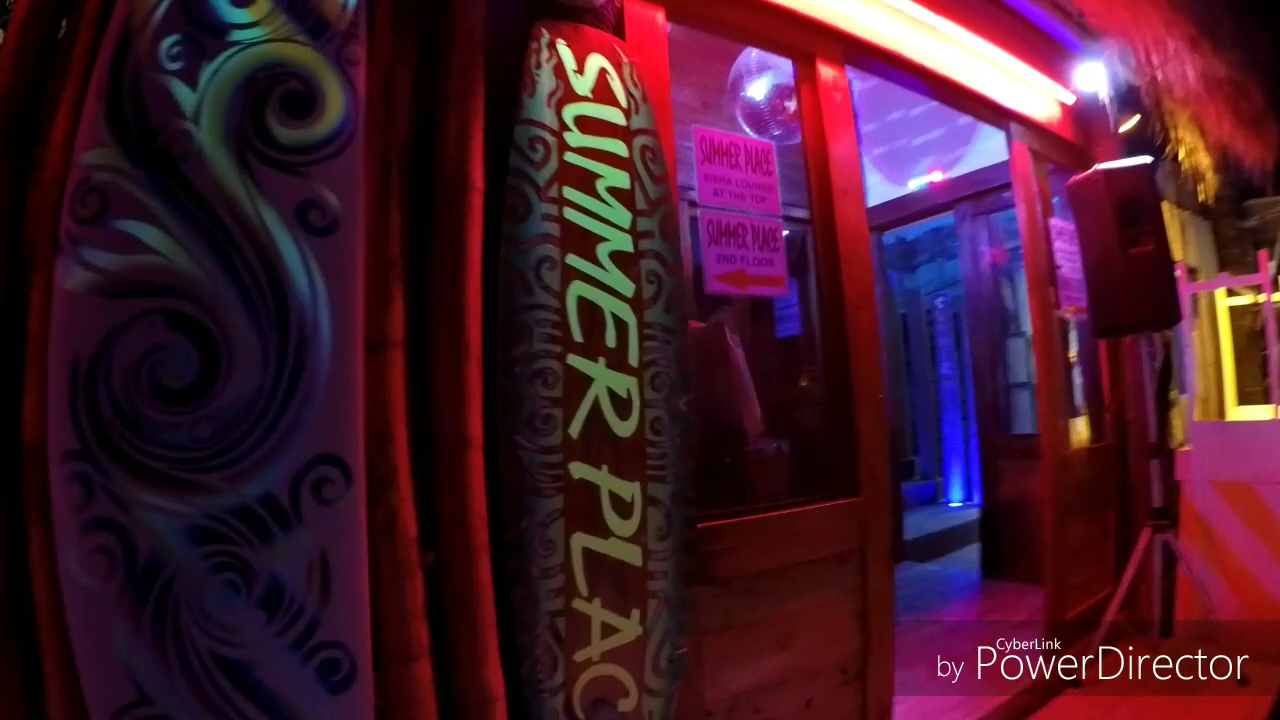 SUMMER PLAC
SUMMER PLACE
SISHA LOUNGE
AT THE TOP
SUMMER PLACE
2ND FLOOR
CyberLink
by PowerDirector